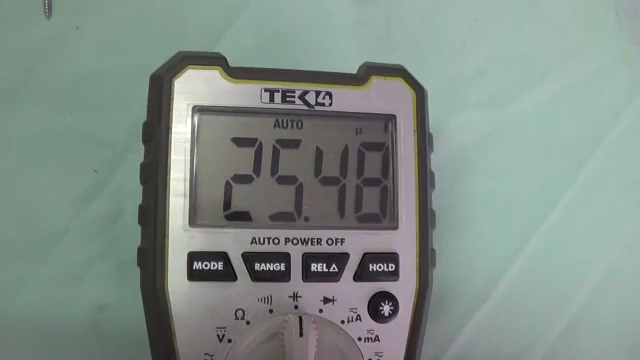 TEK4
AUTO µ
25.48
AUTO POWER OFF
MODE RANGE REL△ HOLD
Ω µA
V mA